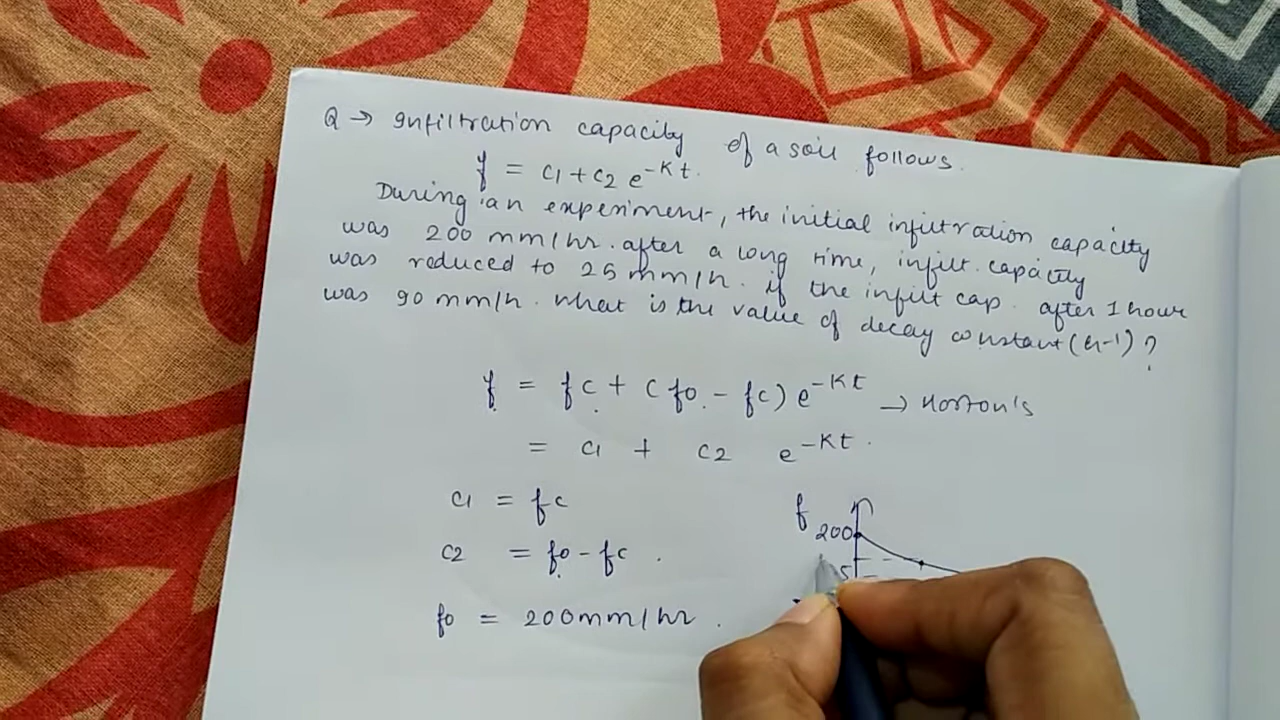 Q → Infiltration capacity of a soil follows.
f = C1 + C2 e-Kt.
During an experiment, the initial infiltration capacity
was 200 mm/hr. after a long time, infilt. capacity
was reduced to 25 mm/h. if the infilt cap. after 1 hour
was 90 mm/h. what is the value of decay constant (h-1) ?
f = fc + (fo - fc) e-Kt → Horton's
= C1 + C2 e-Kt.
C1 = fc
C2 = fo - fc.
fo = 200mm/hr.
f
200
5